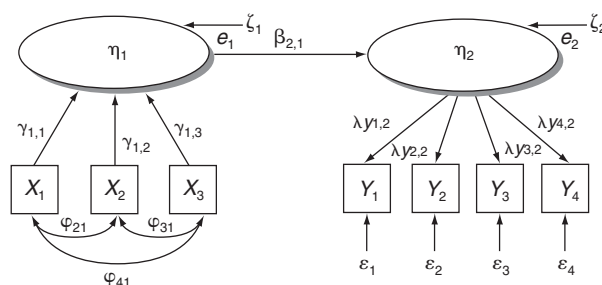 ζ1 ζ2
η1 e1 β2,1 η2 e2
γ1,1 γ1,2 γ1,3 λy1,2 λy2,2 λy3,2 λy4,2
X1 X2 X3 Y1 Y2 Y3 Y4
φ21 φ31
φ41 ε1 ε2 ε3 ε4